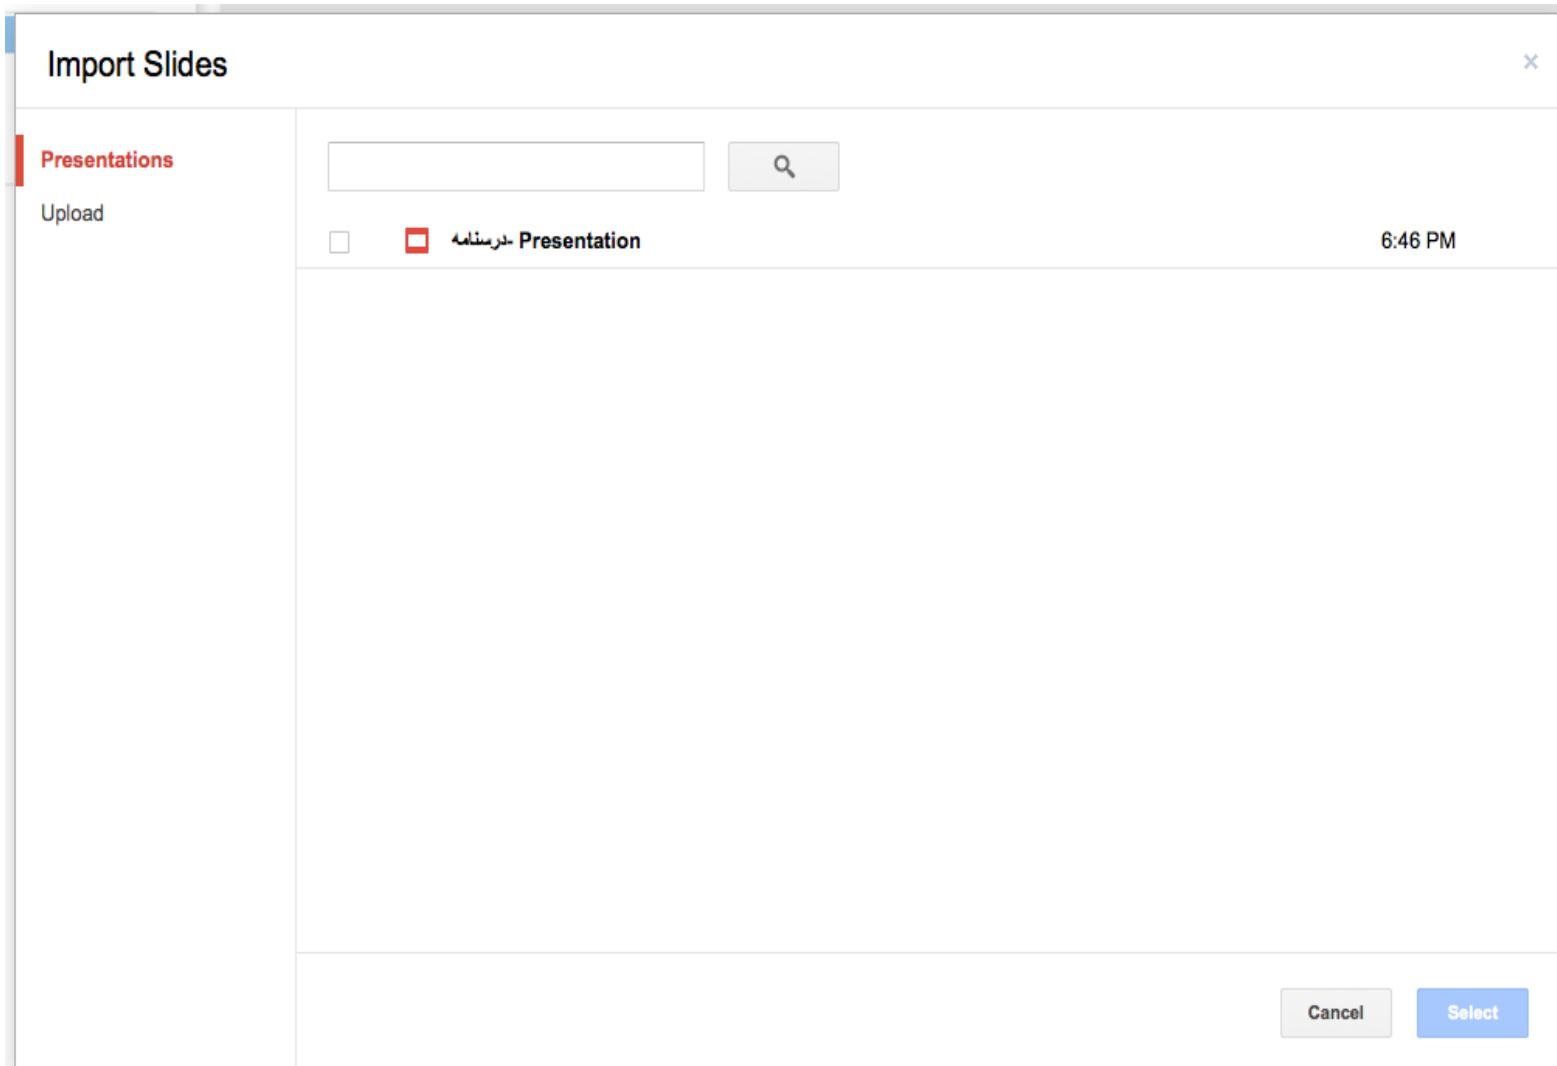 Import Slides
×
Presentations
Upload
درسنامه- Presentation
6:46 PM
Cancel
Select